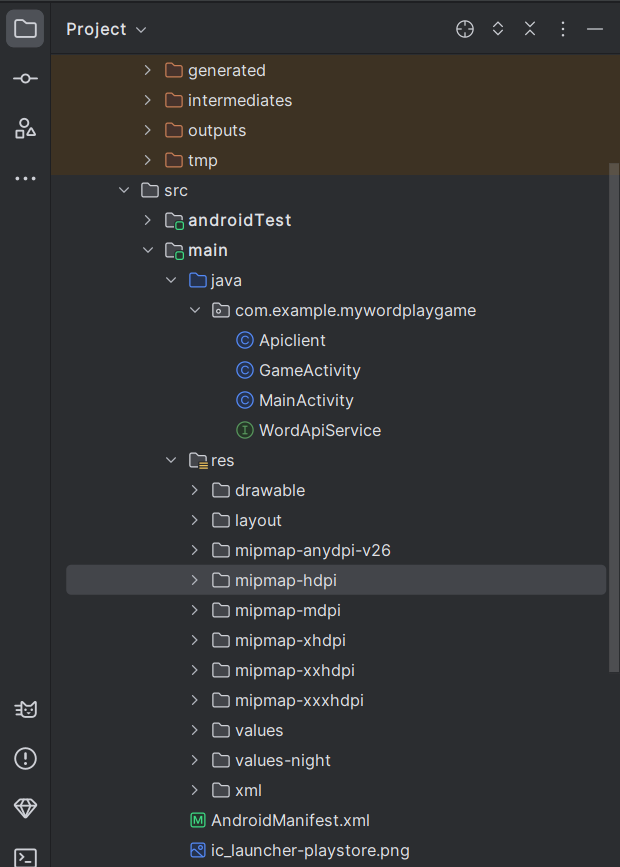 Project
generated
intermediates
outputs
tmp
src
androidTest
main
java
com.example.mywordplaygame
C Apiclient
C GameActivity
C MainActivity
I WordApiService
res
drawable
layout
mipmap-anydpi-v26
mipmap-hdpi
mipmap-mdpi
mipmap-xhdpi
mipmap-xxhdpi
mipmap-xxxhdpi
values
values-night
xml
M AndroidManifest.xml
ic_launcher-playstore.png